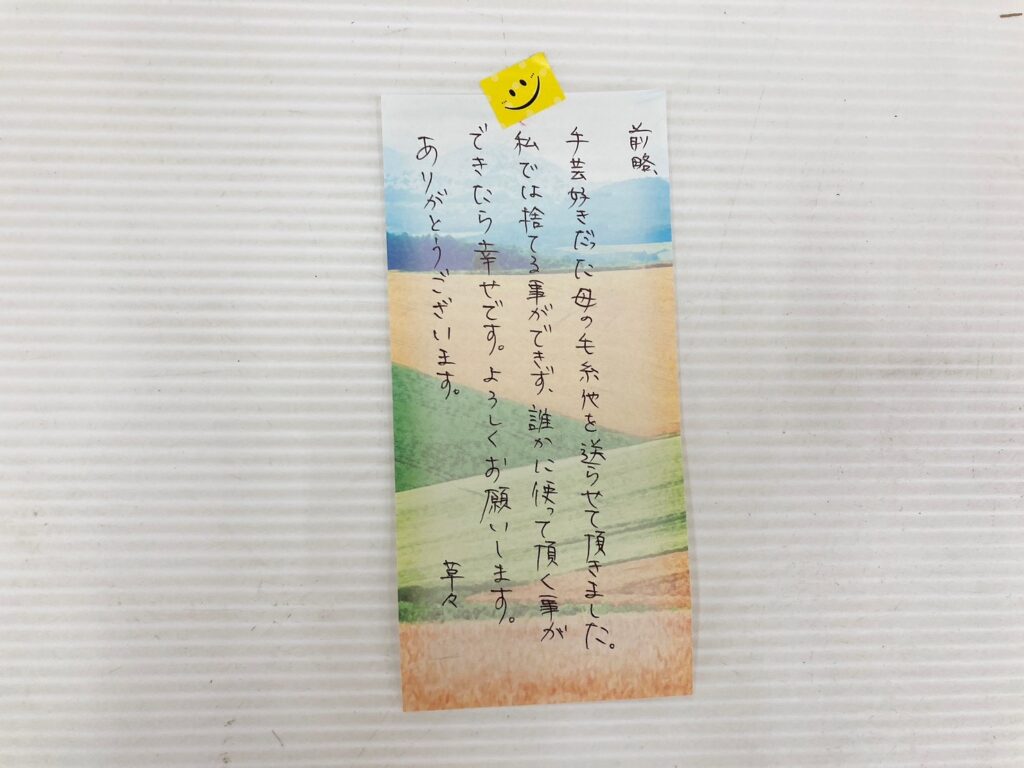 前略、
手芸好きだった母の毛糸他を送らせて頂きました。
私では捨てる事ができず、誰かに使って頂く事が
できたら幸せです。よろしくお願いします。
ありがとうございます。
草々